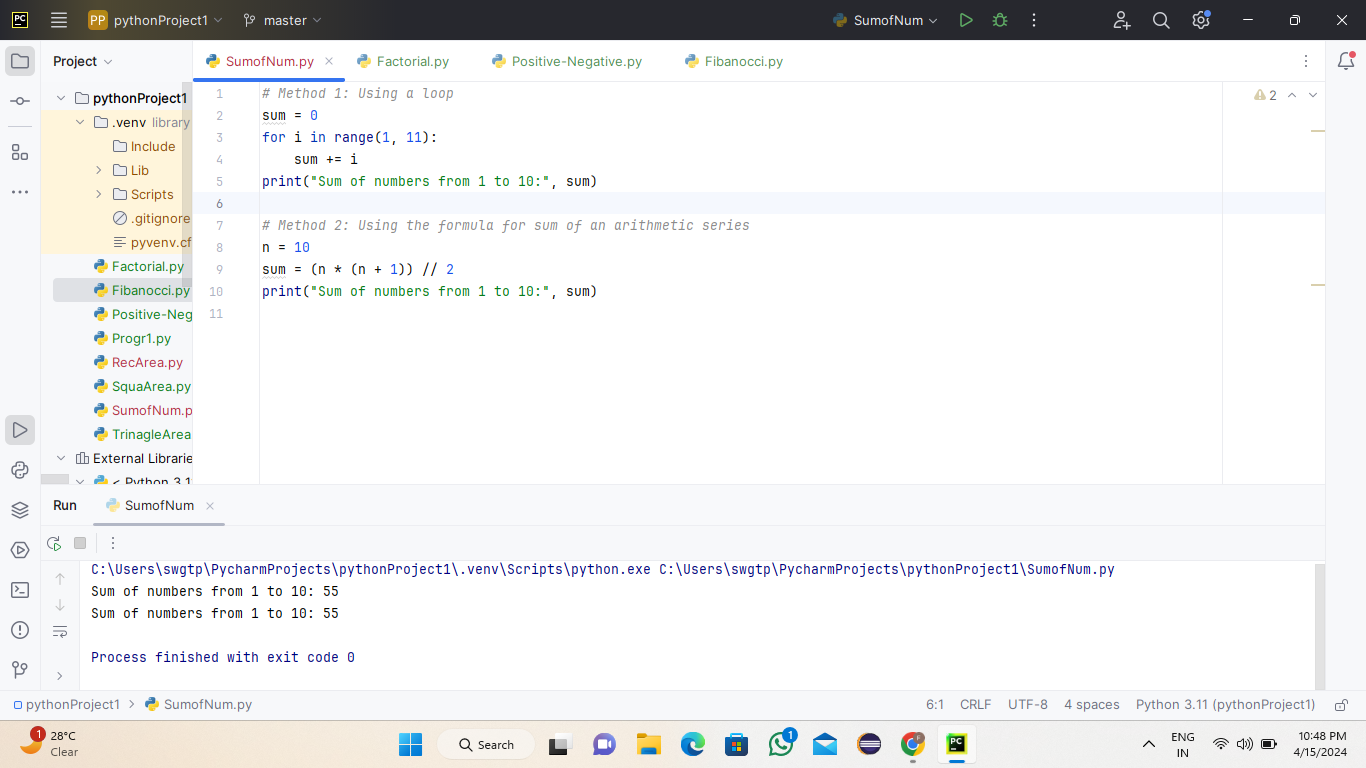 PC PP pythonProject1 master SumofNum
Project SumofNum.py Factorial.py Positive-Negative.py Fibanocci.py
pythonProject1
.venv library
Include
Lib
Scripts
.gitignore
pyvenv.cf
Factorial.py
Fibanocci.py
Positive-Neg
Progr1.py
RecArea.py
SquaArea.py
SumofNum.p
TrinagleArea
External Librarie
< Python 3.1
1 # Method 1: Using a loop
2 sum = 0
3 for i in range(1, 11):
4 sum += i
5 print("Sum of numbers from 1 to 10:", sum)
6
7 # Method 2: Using the formula for sum of an arithmetic series
8 n = 10
9 sum = (n * (n + 1)) // 2
10 print("Sum of numbers from 1 to 10:", sum)
11
2
Run SumofNum
C:\Users\swgtp\PycharmProjects\pythonProject1\.venv\Scripts\python.exe C:\Users\swgtp\PycharmProjects\pythonProject1\SumofNum.py
Sum of numbers from 1 to 10: 55
Sum of numbers from 1 to 10: 55
Process finished with exit code 0
pythonProject1 > SumofNum.py 6:1 CRLF UTF-8 4 spaces Python 3.11 (pythonProject1)
1 28°C
Clear
Search
1
PC
ENG
IN
10:48 PM
4/15/2024